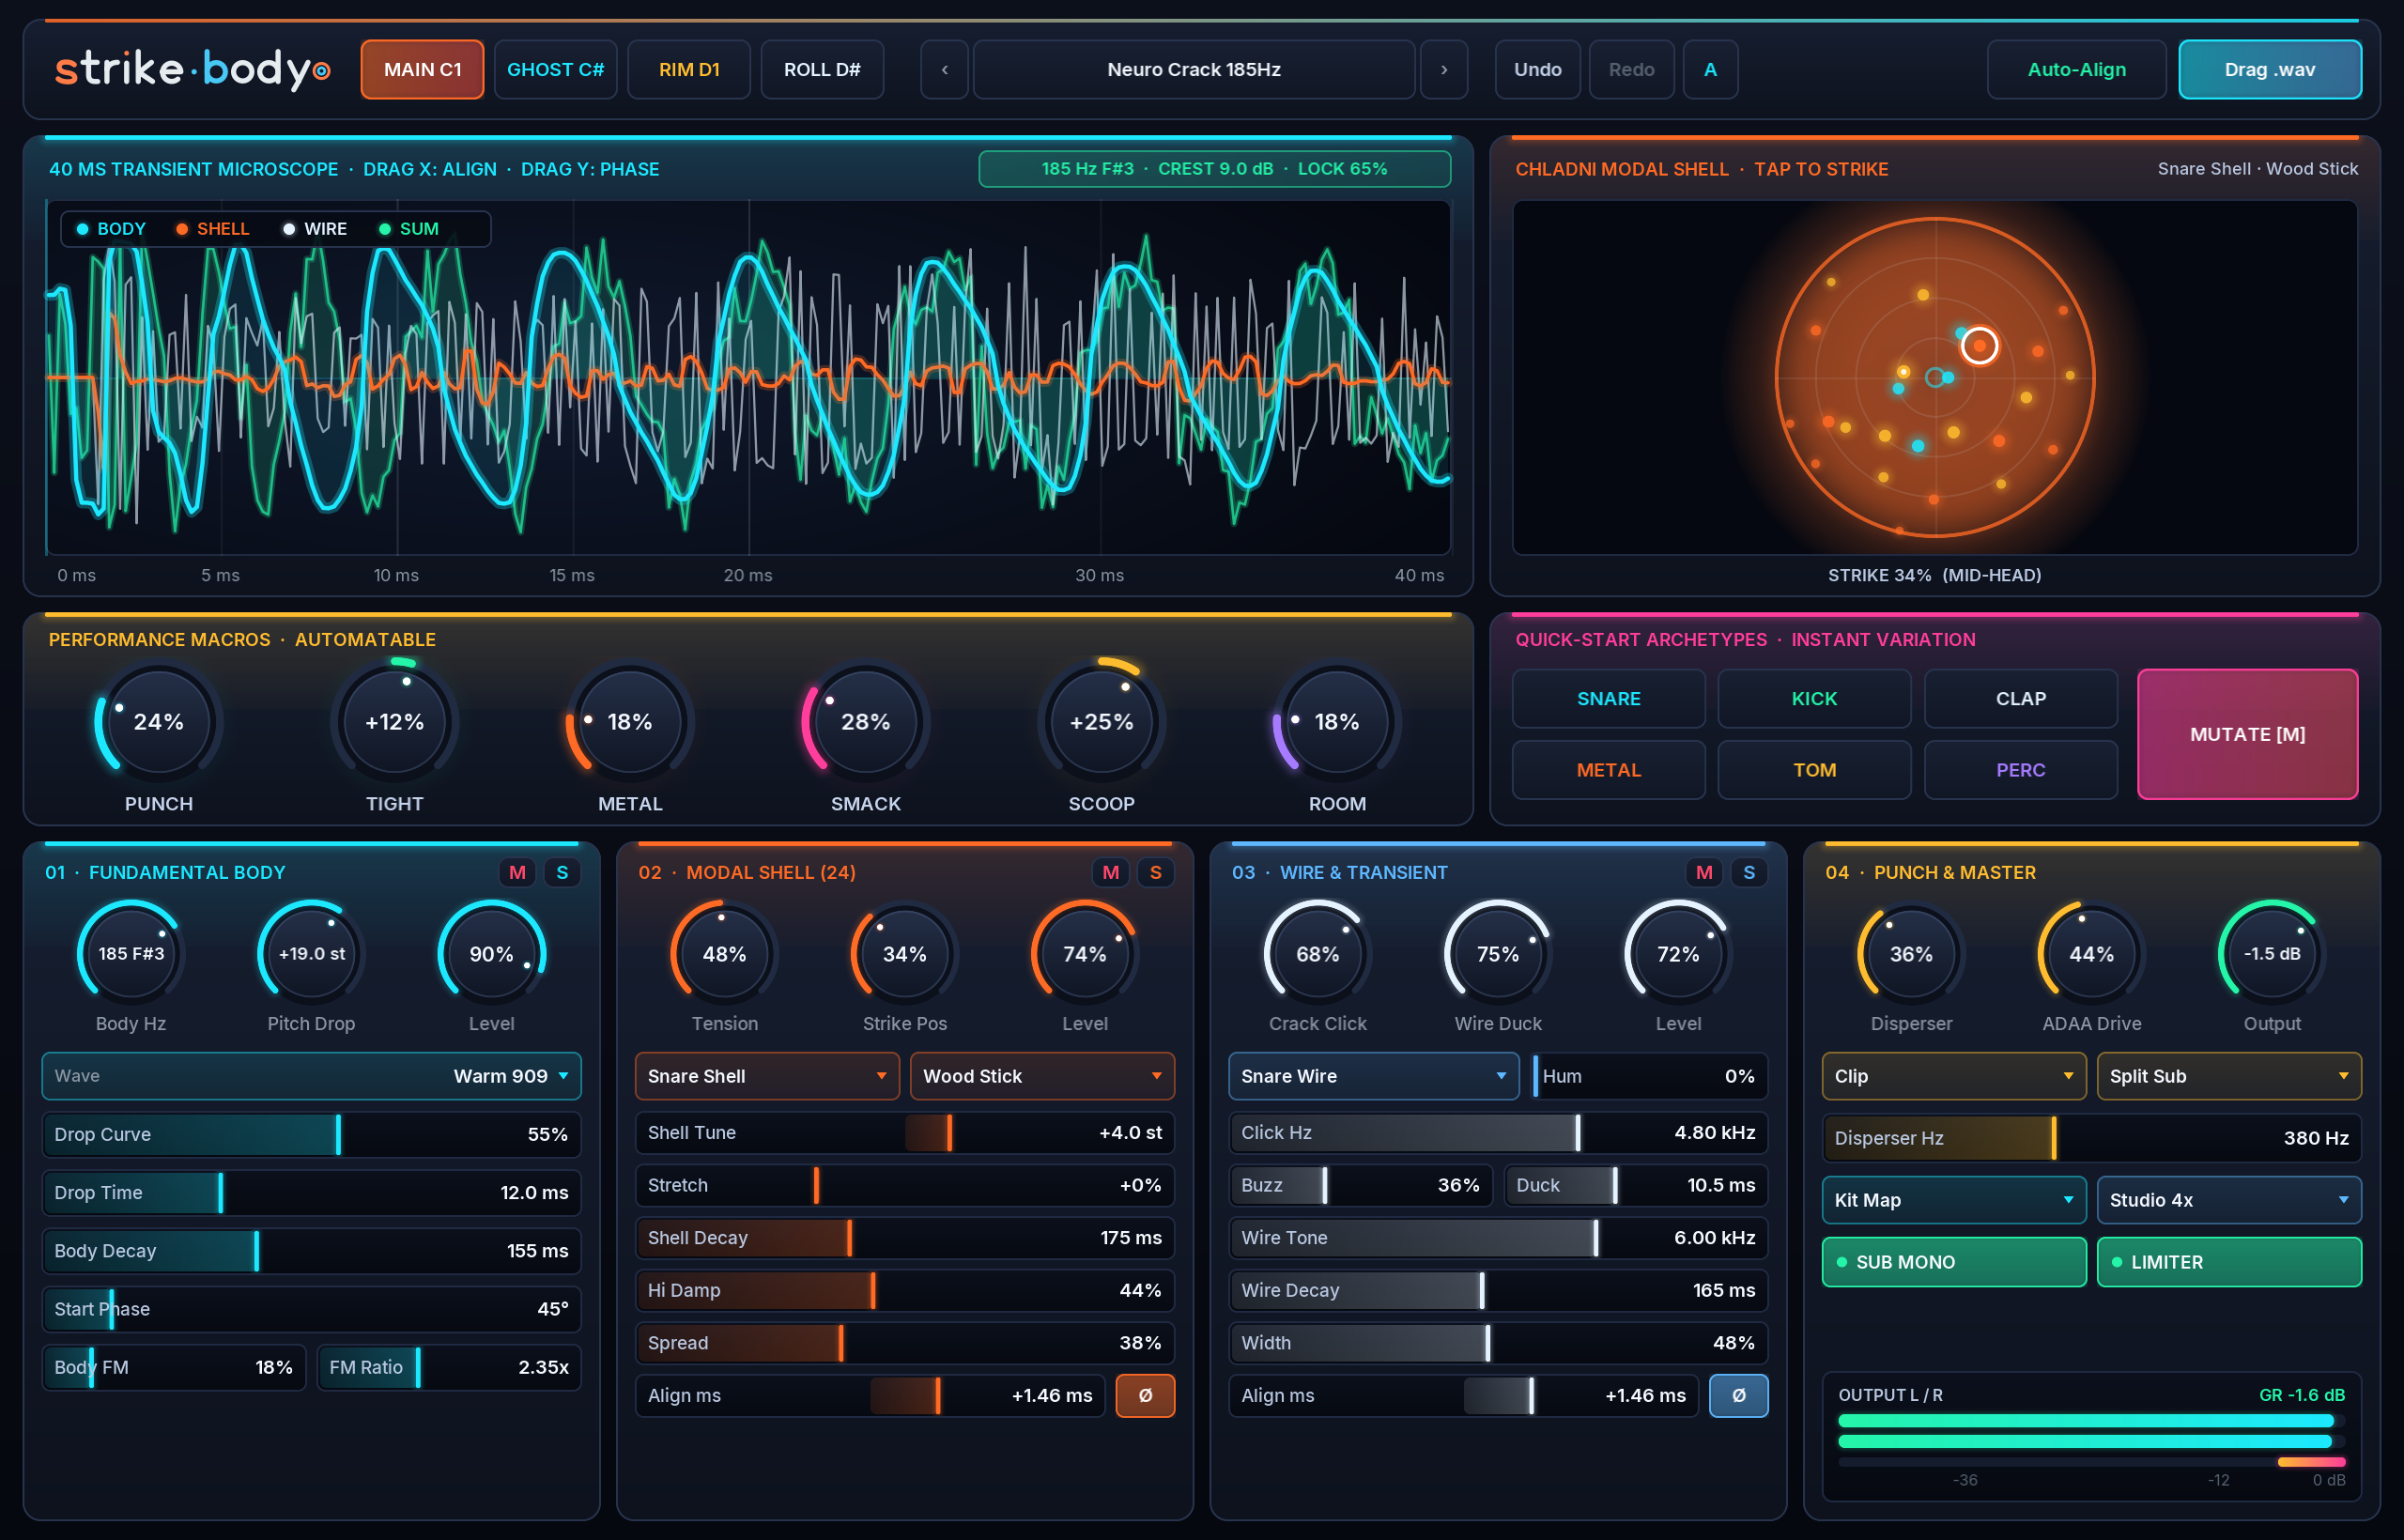 strike·body
MAIN C1
GHOST C#
RIM D1
ROLL D#
‹
Neuro Crack 185Hz
›
Undo
Redo
A
Auto-Align
Drag .wav
40 MS TRANSIENT MICROSCOPE · DRAG X: ALIGN · DRAG Y: PHASE
185 Hz F#3 · CREST 9.0 dB · LOCK 65%
BODY
SHELL
WIRE
SUM
0 ms
5 ms
10 ms
15 ms
20 ms
30 ms
40 ms
CHLADNI MODAL SHELL · TAP TO STRIKE
Snare Shell · Wood Stick
STRIKE 34% (MID-HEAD)
PERFORMANCE MACROS · AUTOMATABLE
24%
+12%
18%
28%
+25%
18%
PUNCH
TIGHT
METAL
SMACK
SCOOP
ROOM
QUICK-START ARCHETYPES · INSTANT VARIATION
SNARE
KICK
CLAP
METAL
TOM
PERC
MUTATE [M]
01 · FUNDAMENTAL BODY
M
S
185 F#3
+19.0 st
90%
Body Hz
Pitch Drop
Level
Wave
Warm 909
Drop Curve
55%
Drop Time
12.0 ms
Body Decay
155 ms
Start Phase
45°
Body FM
18%
FM Ratio
2.35x
02 · MODAL SHELL (24)
M
S
48%
34%
74%
Tension
Strike Pos
Level
Snare Shell
Wood Stick
Shell Tune
+4.0 st
Stretch
+0%
Shell Decay
175 ms
Hi Damp
44%
Spread
38%
Align ms
+1.46 ms
Ø
03 · WIRE & TRANSIENT
M
S
68%
75%
72%
Crack Click
Wire Duck
Level
Snare Wire
Hum
0%
Click Hz
4.80 kHz
Buzz
36%
Duck
10.5 ms
Wire Tone
6.00 kHz
Wire Decay
165 ms
Width
48%
Align ms
+1.46 ms
Ø
04 · PUNCH & MASTER
36%
44%
-1.5 dB
Disperser
ADAA Drive
Output
Clip
Split Sub
Disperser Hz
380 Hz
Kit Map
Studio 4x
SUB MONO
LIMITER
OUTPUT L / R
GR -1.6 dB
-36
-12
0 dB